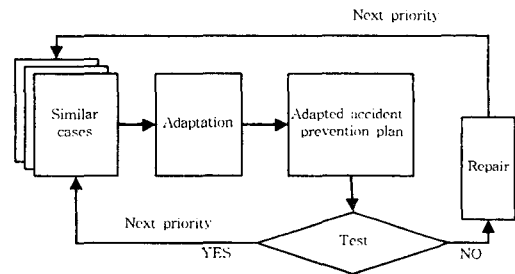 Next priority
Similar
cases
Adaptation
Adapted accident
prevention plan
Repair
Next priority
YES
Test
NO